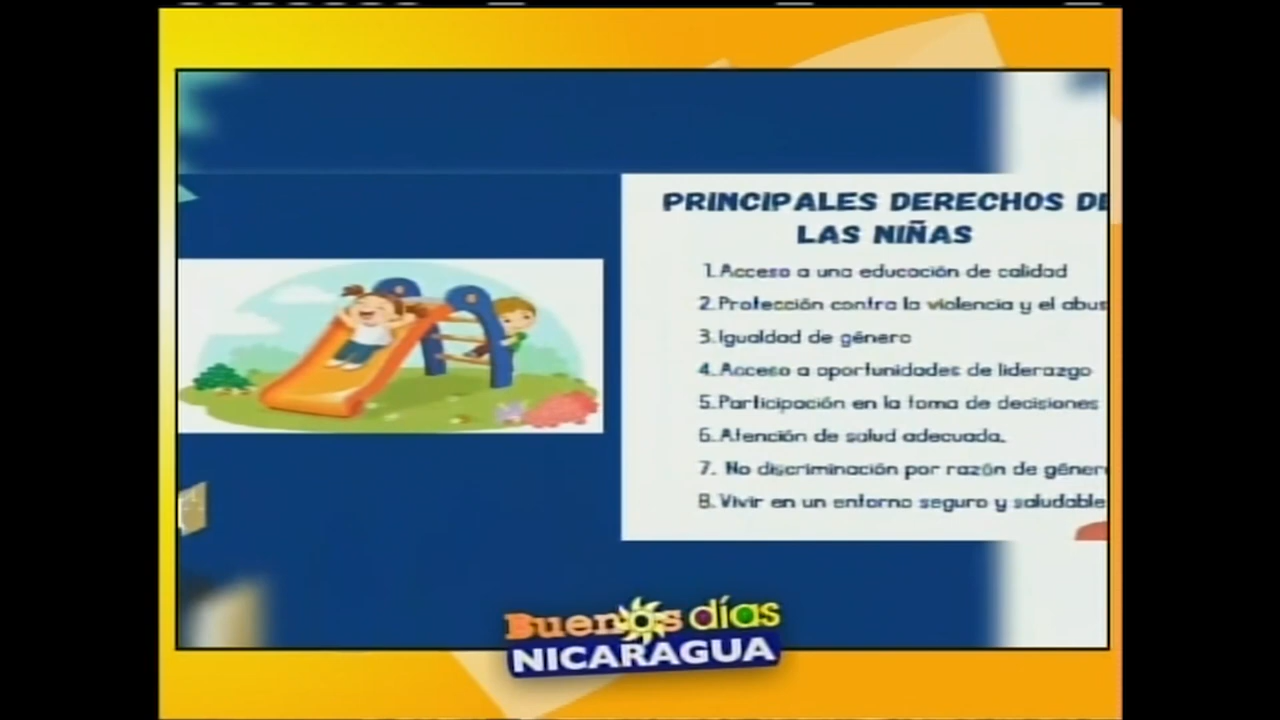 PRINCIPALES DERECHOS DE
LAS NIÑAS
1. Acceso a una educación de calidad
2. Protección contra la violencia y el abus
3. Igualdad de género
4. Acceso a oportunidades de liderazgo
5. Participación en la toma de decisiones
6. Atención de salud adecuada.
7. No discriminación por razón de géner
8. Vivir en un entorno seguro y saludable
Buenos días
NICARAGUA